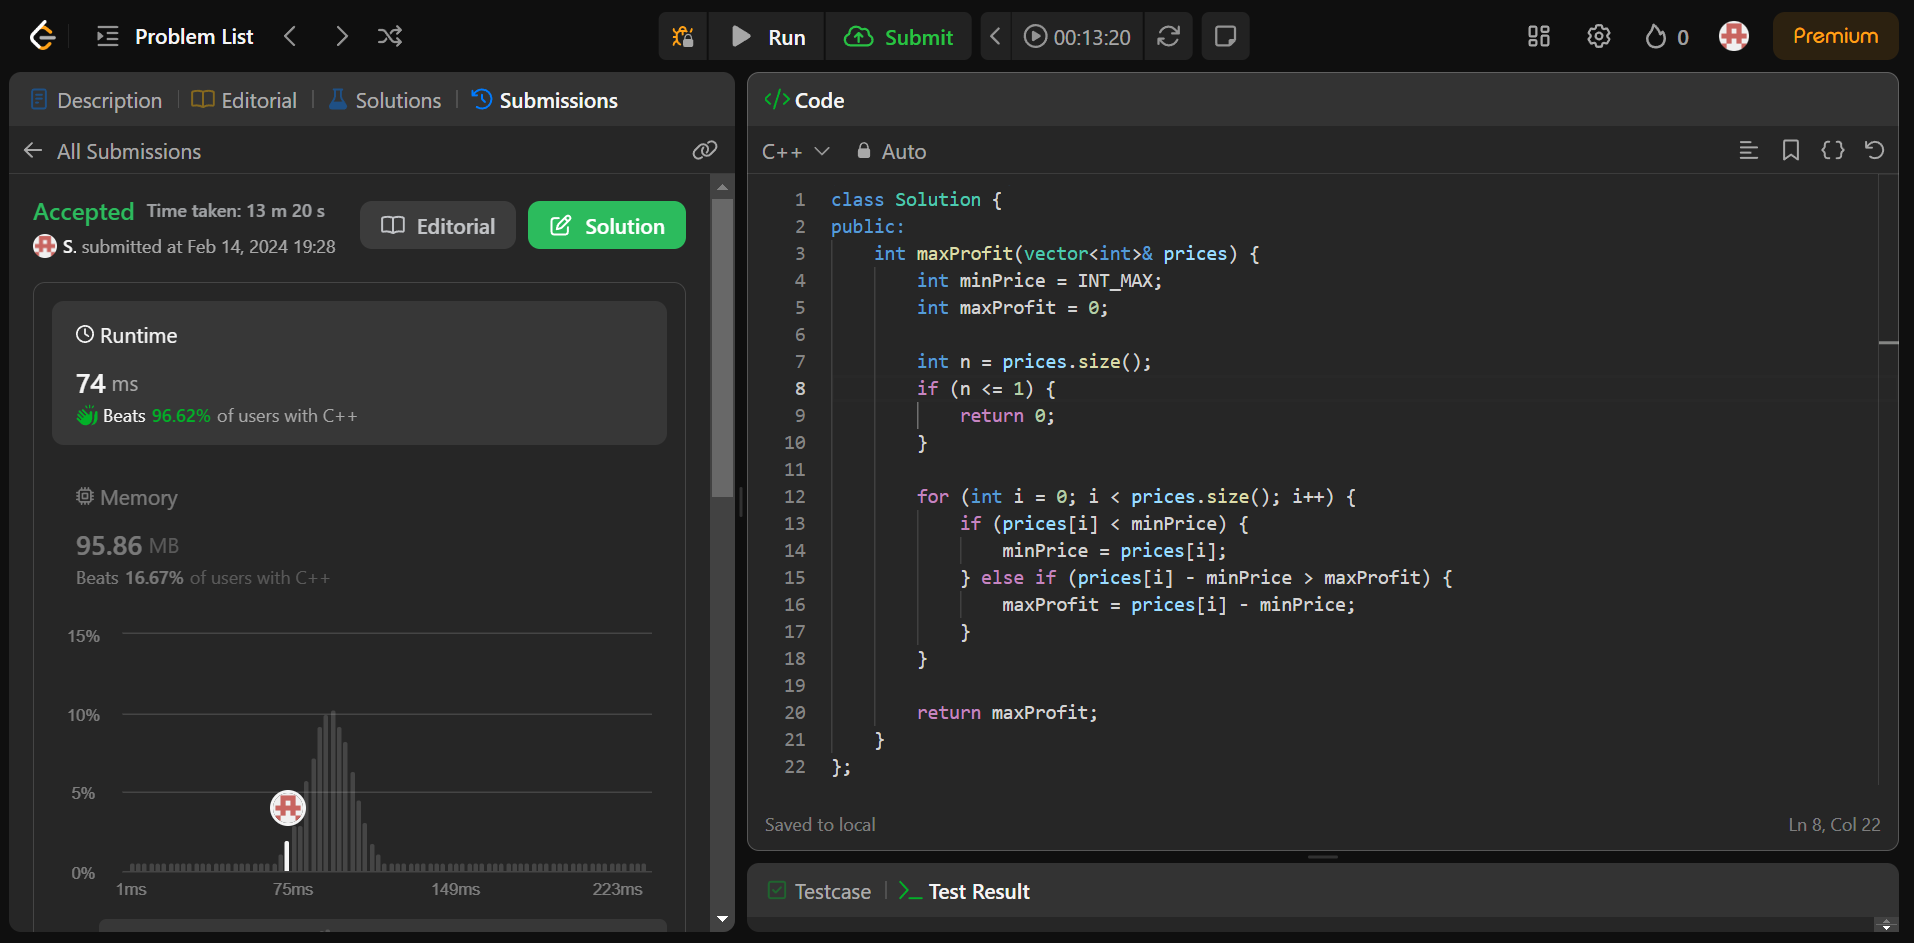 Problem List
Run
Submit
00:13:20
0
Premium
Description
Editorial
Solutions
Submissions
All Submissions
Accepted Time taken: 13 m 20 s
S. submitted at Feb 14, 2024 19:28
Editorial
Solution
Runtime
74 ms
Beats 96.62% of users with C++
Memory
95.86 MB
Beats 16.67% of users with C++
15%
10%
5%
0%
1ms 75ms 149ms 223ms
</> Code
C++ Auto
{}
1 class Solution {
2 public:
3     int maxProfit(vector<int>& prices) {
4         int minPrice = INT_MAX;
5         int maxProfit = 0;
6
7         int n = prices.size();
8         if (n <= 1) {
9             return 0;
10         }
11
12         for (int i = 0; i < prices.size(); i++) {
13             if (prices[i] < minPrice) {
14                 minPrice = prices[i];
15             } else if (prices[i] - minPrice > maxProfit) {
16                 maxProfit = prices[i] - minPrice;
17             }
18         }
19
20         return maxProfit;
21     }
22 };
Saved to local
Ln 8, Col 22
Testcase
Test Result